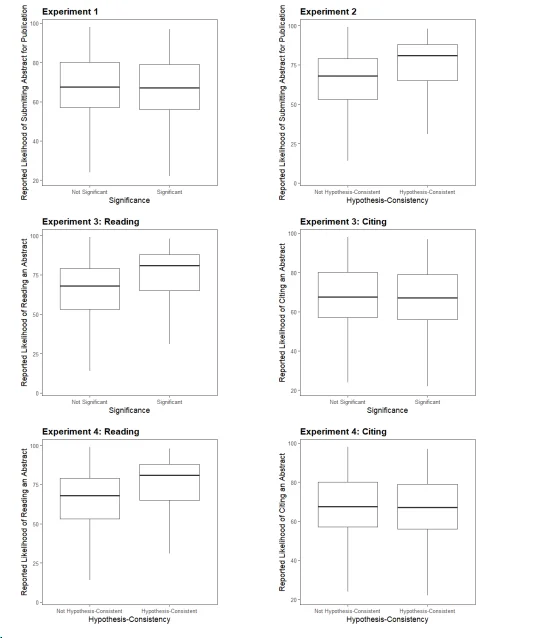 Experiment 1
Reported Likelihood of Submitting Abstract for Publication
100
80
60
40
20
Not Significant Significant
Significance
Experiment 2
Reported Likelihood of Submitting Abstract for Publication
100
75
50
25
0
Not Hypothesis-Consistent Hypothesis-Consistent
Hypothesis-Consistency
Experiment 3: Reading
Reported Likelihood of Reading an Abstract
100
75
50
25
0
Not Significant Significant
Significance
Experiment 3: Citing
Reported Likelihood of Citing an Abstract
100
80
60
40
20
Not Significant Significant
Significance
Experiment 4: Reading
Reported Likelihood of Reading an Abstract
100
75
50
25
0
Not Hypothesis-Consistent Hypothesis-Consistent
Hypothesis-Consistency
Experiment 4: Citing
Reported Likelihood of Citing an Abstract
100
80
60
40
20
Not Hypothesis-Consistent Hypothesis-Consistent
Hypothesis-Consistency